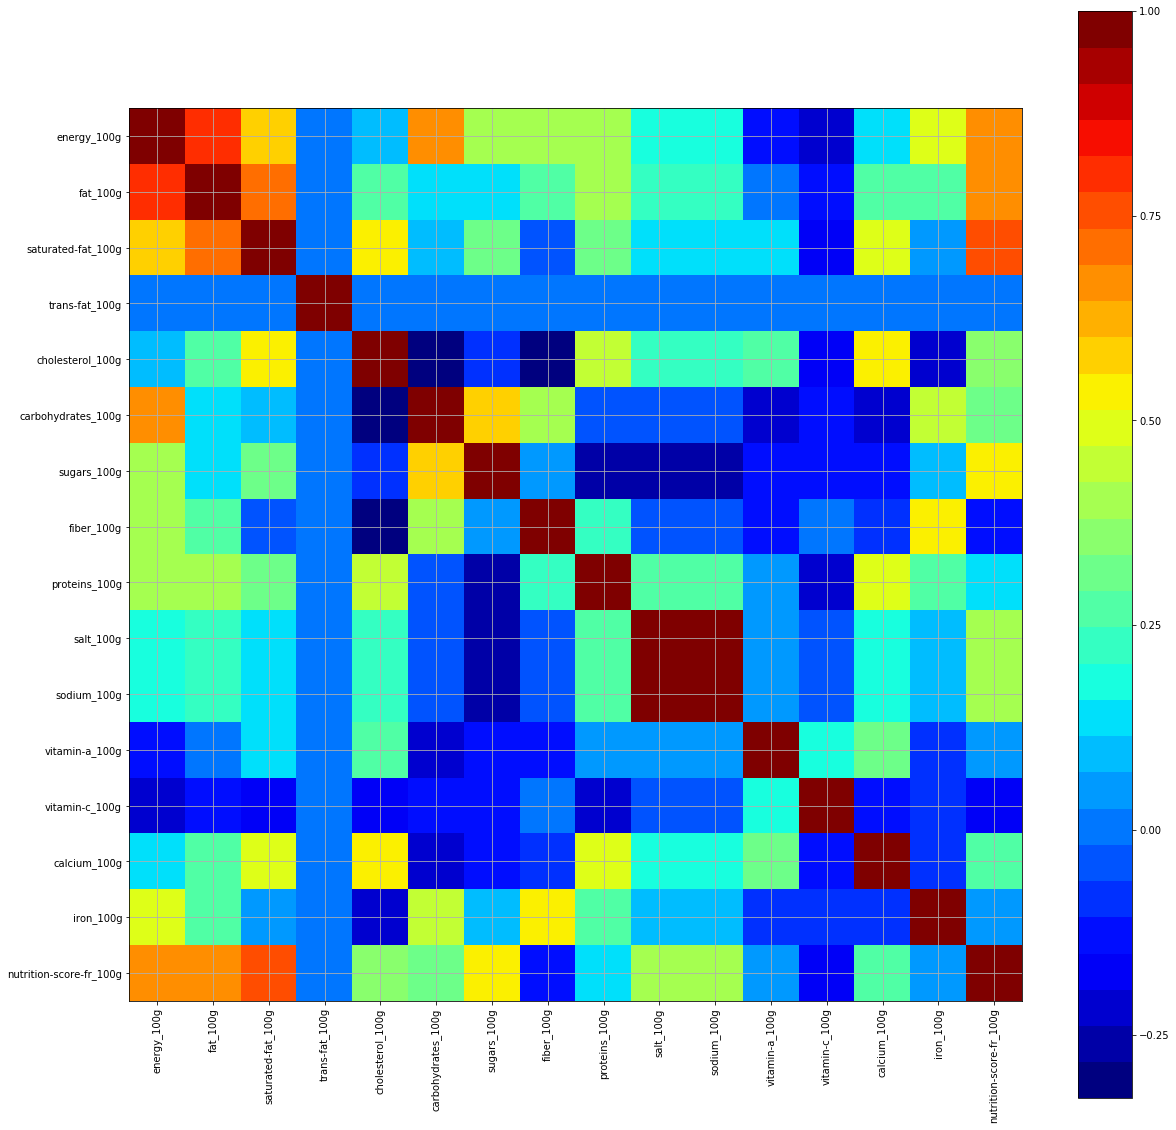 1.00
energy_100g
fat_100g
0.75
saturated-fat_100g
trans-fat_100g
cholesterol_100g
carbohydrates_100g
0.50
sugars_100g
fiber_100g
proteins_100g
salt_100g
0.25
sodium_100g
vitamin-a_100g
vitamin-c_100g
0.00
calcium_100g
iron_100g
nutrition-score-fr_100g
−0.25
energy_100g
fat_100g
saturated-fat_100g
trans-fat_100g
cholesterol_100g
carbohydrates_100g
sugars_100g
fiber_100g
proteins_100g
salt_100g
sodium_100g
vitamin-a_100g
vitamin-c_100g
calcium_100g
iron_100g
nutrition-score-fr_100g